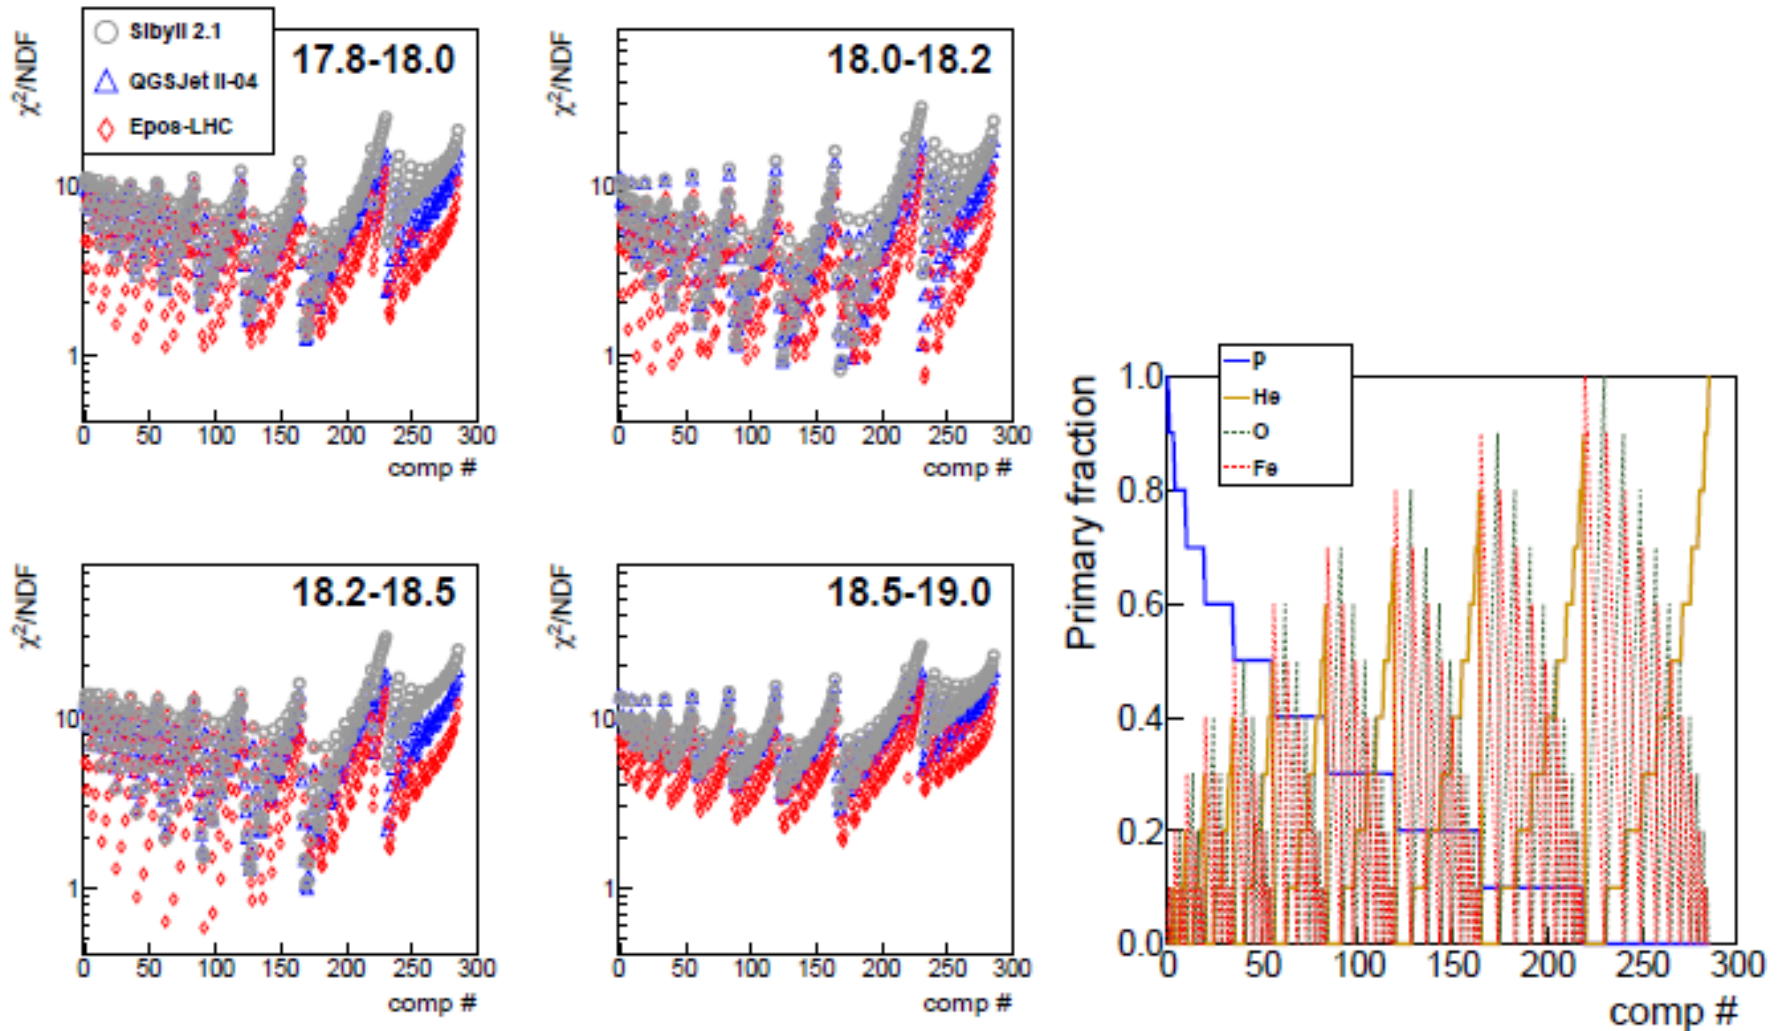 χ²/NDF
Sibyll 2.1
QGSJet II-04
Epos-LHC
17.8-18.0
10
1
0 50 100 150 200 250 300
comp #
χ²/NDF
18.0-18.2
10
1
0 50 100 150 200 250 300
comp #
χ²/NDF
18.2-18.5
10
1
0 50 100 150 200 250 300
comp #
χ²/NDF
18.5-19.0
10
1
0 50 100 150 200 250 300
comp #
Primary fraction
p
He
O
Fe
1.0
0.8
0.6
0.4
0.2
0.0
0 50 100 150 200 250 300
comp #